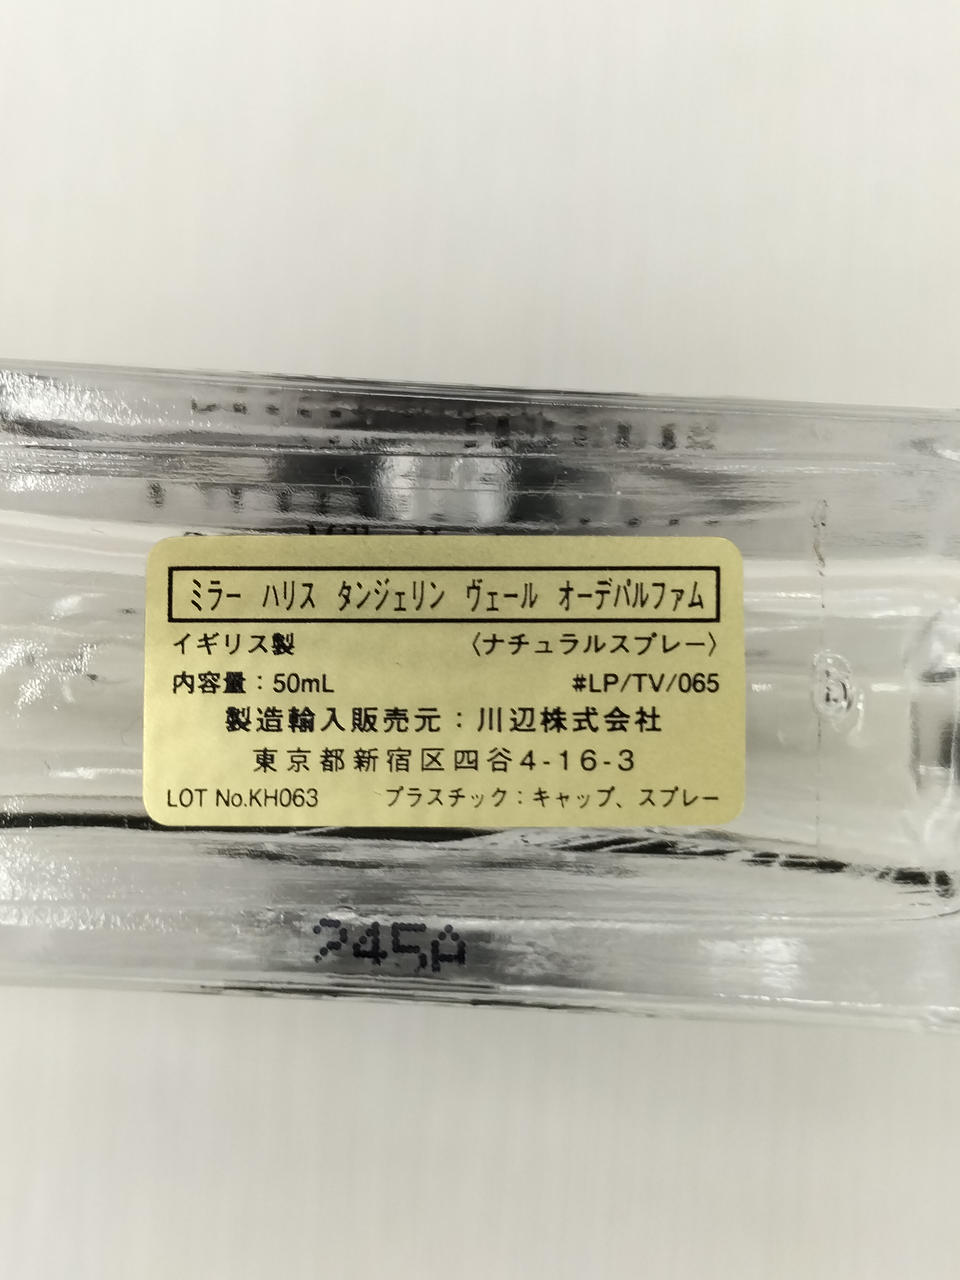 ミラー ハリス タンジェリン ヴェール オーデパルファム
イギリス製 〈ナチュラルスプレー〉
内容量：50mL #LP/TV/065
製造輸入販売元：川辺株式会社
東京都新宿区四谷4-16-3
LOT No.KH063 プラスチック：キャップ、スプレー
245A